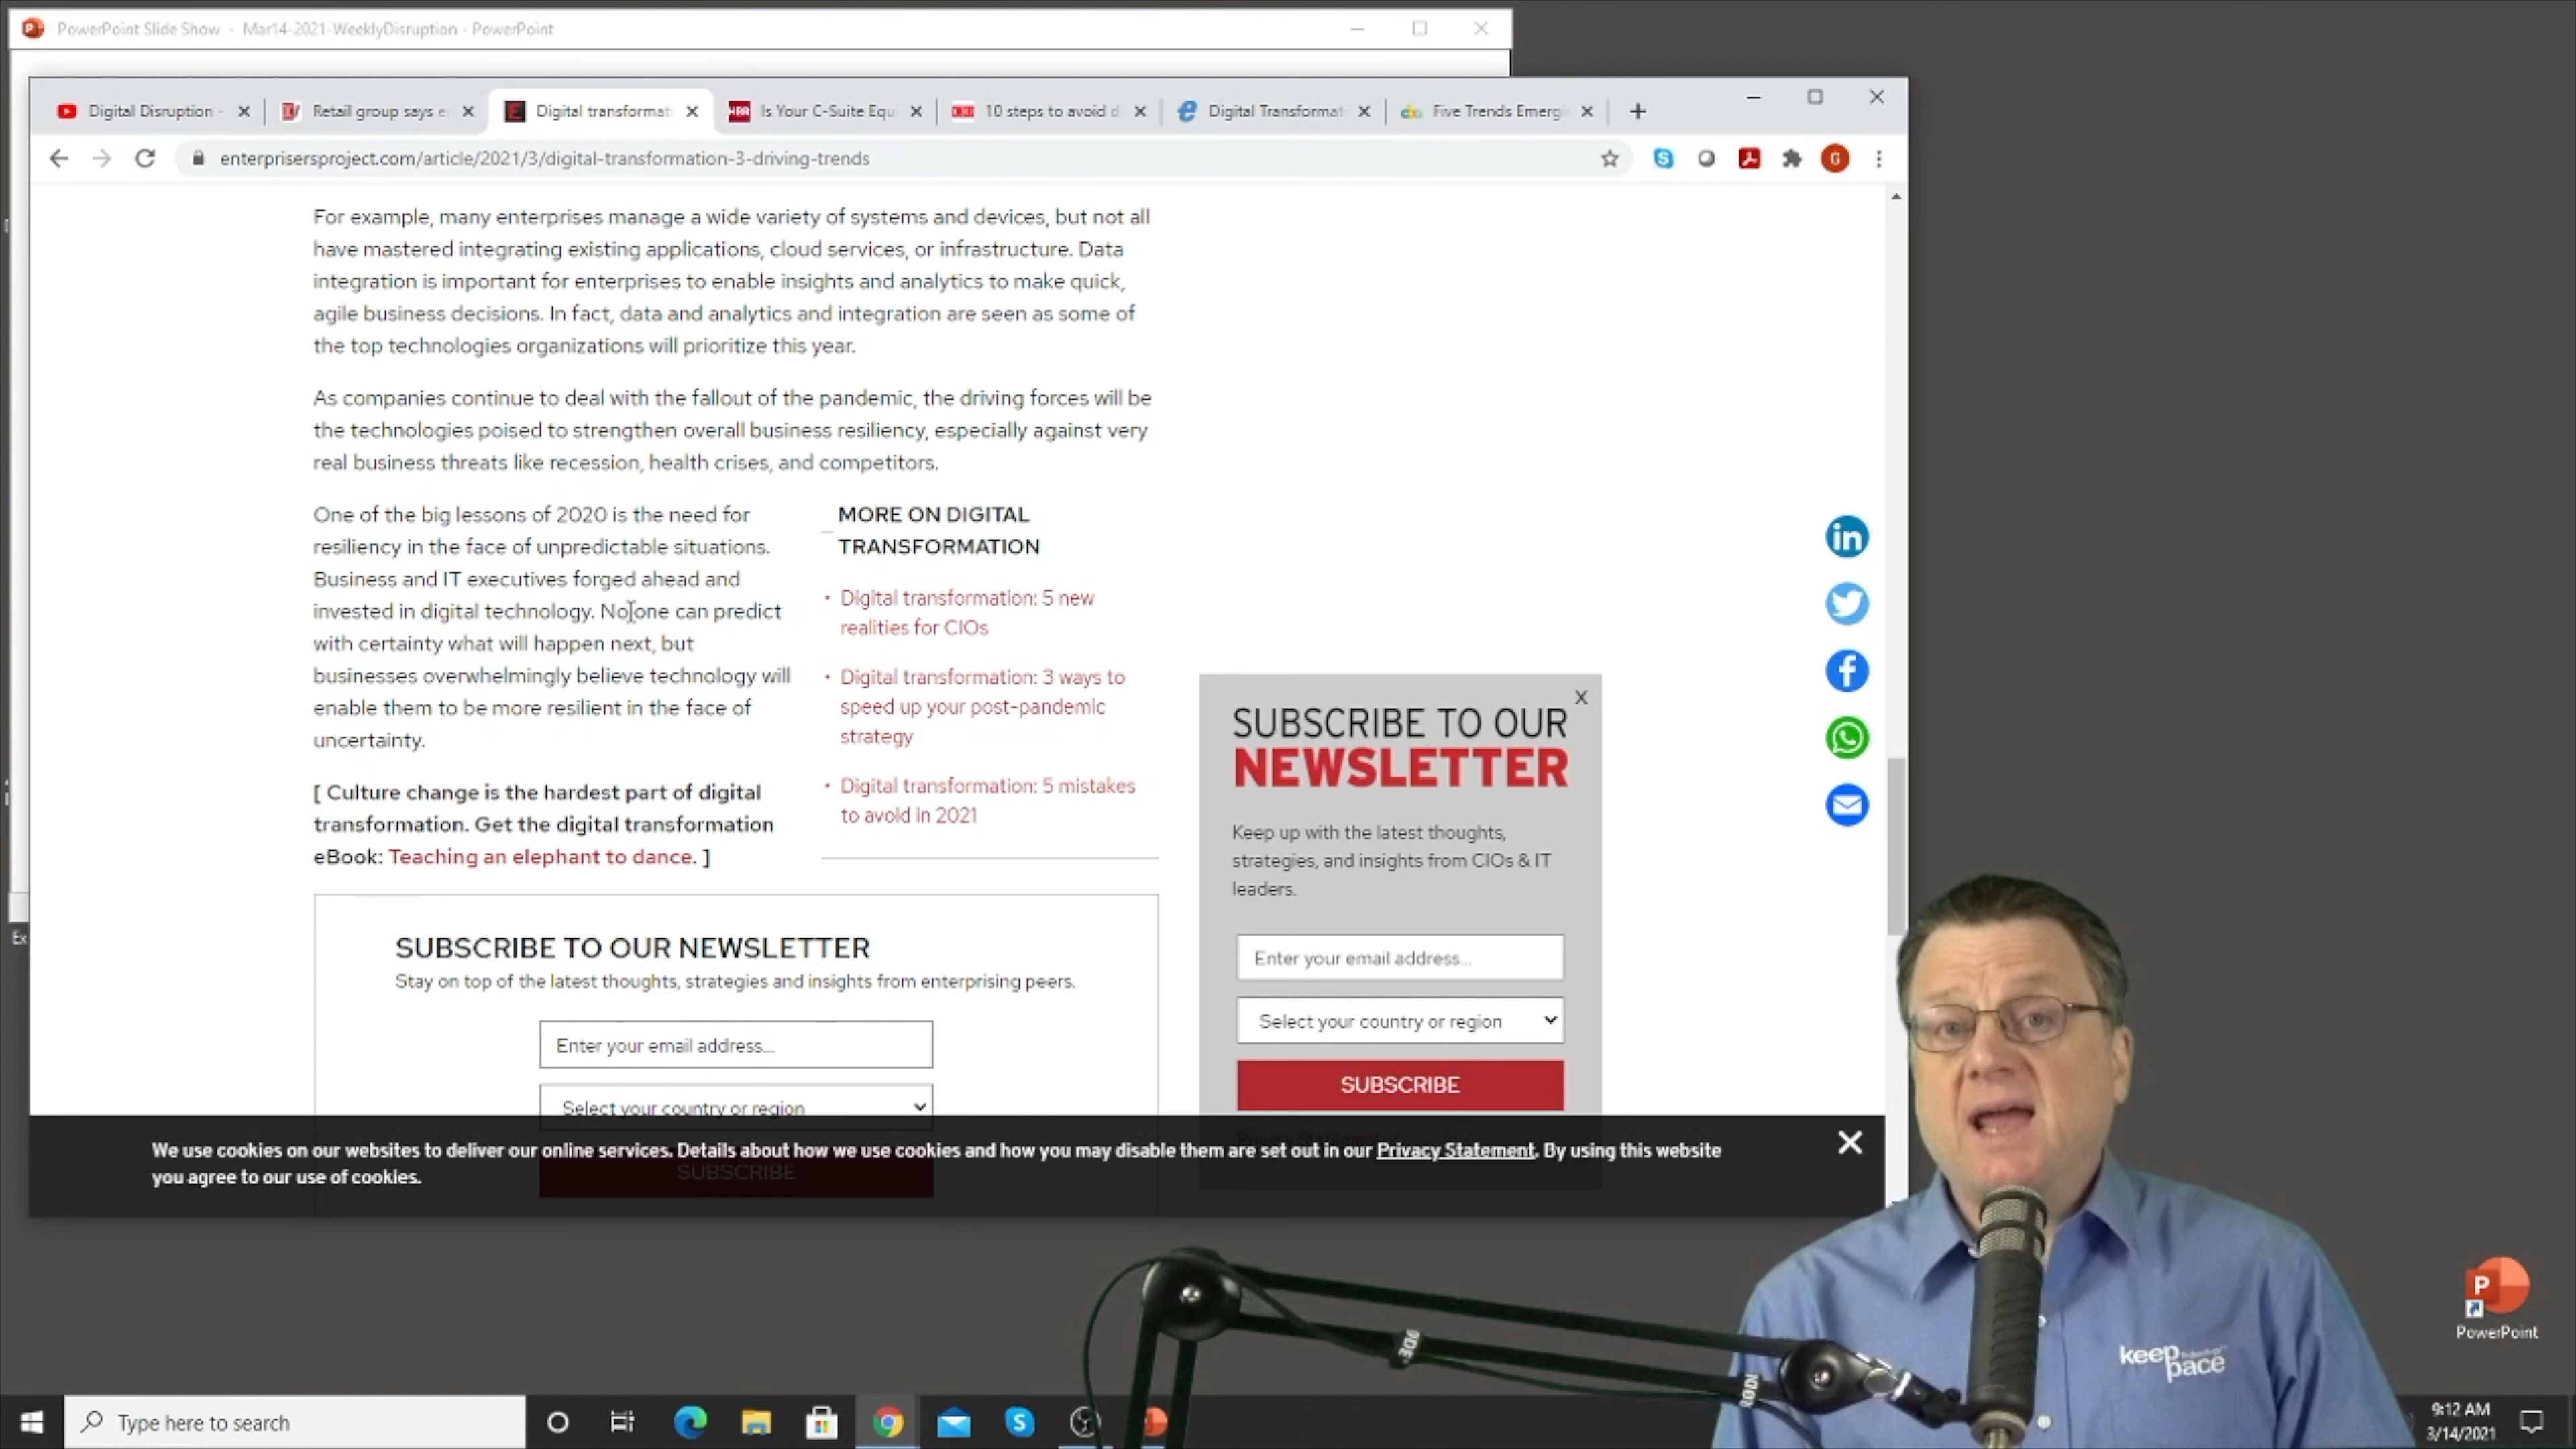 PowerPoint Slide Show - Mar14-2021-WeeklyDisruption - PowerPoint
Digital Disruption -
Retail group says e
Digital transformat
HBR Is Your C-Suite Equ
10 steps to avoid d
Digital Transformat
Five Trends Emergi
enterprisersproject.com/article/2021/3/digital-transformation-3-driving-trends
G
For example, many enterprises manage a wide variety of systems and devices, but not all
have mastered integrating existing applications, cloud services, or infrastructure. Data
integration is important for enterprises to enable insights and analytics to make quick,
agile business decisions. In fact, data and analytics and integration are seen as some of
the top technologies organizations will prioritize this year.
As companies continue to deal with the fallout of the pandemic, the driving forces will be
the technologies poised to strengthen overall business resiliency, especially against very
real business threats like recession, health crises, and competitors.
One of the big lessons of 2020 is the need for
resiliency in the face of unpredictable situations.
Business and IT executives forged ahead and
invested in digital technology. No one can predict
with certainty what will happen next, but
businesses overwhelmingly believe technology will
enable them to be more resilient in the face of
uncertainty.
[ Culture change is the hardest part of digital
transformation. Get the digital transformation
eBook: Teaching an elephant to dance. ]
MORE ON DIGITAL
TRANSFORMATION
• Digital transformation: 5 new
realities for CIOs
• Digital transformation: 3 ways to
speed up your post-pandemic
strategy
• Digital transformation: 5 mistakes
to avoid in 2021
SUBSCRIBE TO OUR NEWSLETTER
Stay on top of the latest thoughts, strategies and insights from enterprising peers.
Enter your email address...
Select your country or region
SUBSCRIBE
X
SUBSCRIBE TO OUR
NEWSLETTER
Keep up with the latest thoughts,
strategies, and insights from CIOs & IT
leaders.
Enter your email address...
Select your country or region
SUBSCRIBE
We use cookies on our websites to deliver our online services. Details about how we use cookies and how you may disable them are set out in our Privacy Statement. By using this website
you agree to our use of cookies.
in
Ex
RØDE
keep
pace
PowerPoint
Type here to search
9:12 AM
3/14/2021